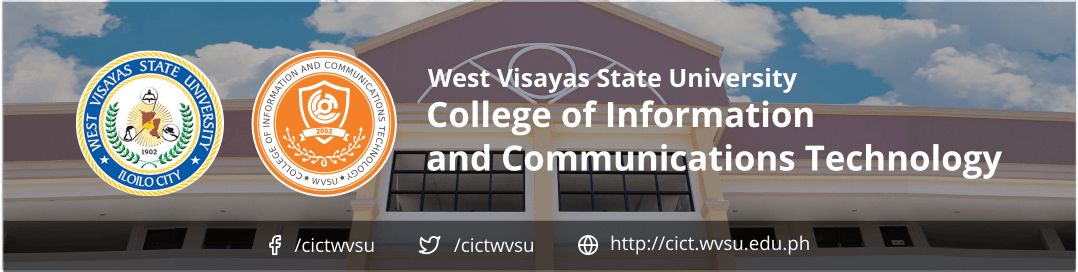 WEST VISAYAS STATE UNIVERSITY
1902
ILOILO CITY
COLLEGE OF INFORMATION AND COMMUNICATIONS TECHNOLOGY
2002
WVSU
West Visayas State University
College of Information
and Communications Technology
/cictwvsu
/cictwvsu
http://cict.wvsu.edu.ph